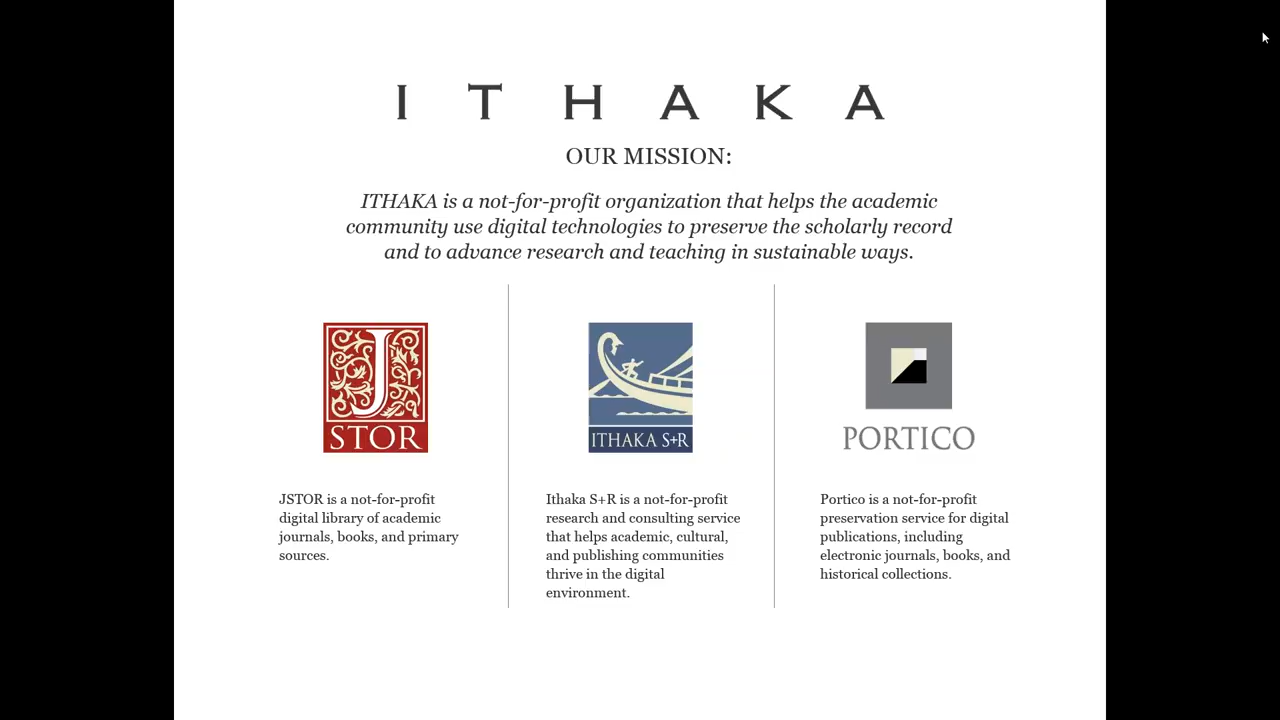 ITHAKA
OUR MISSION:
ITHAKA is a not-for-profit organization that helps the academic
community use digital technologies to preserve the scholarly record
and to advance research and teaching in sustainable ways.
J
STOR
JSTOR is a not-for-profit
digital library of academic
journals, books, and primary
sources.
ITHAKA S+R
Ithaka S+R is a not-for-profit
research and consulting service
that helps academic, cultural,
and publishing communities
thrive in the digital
environment.
PORTICO
Portico is a not-for-profit
preservation service for digital
publications, including
electronic journals, books, and
historical collections.